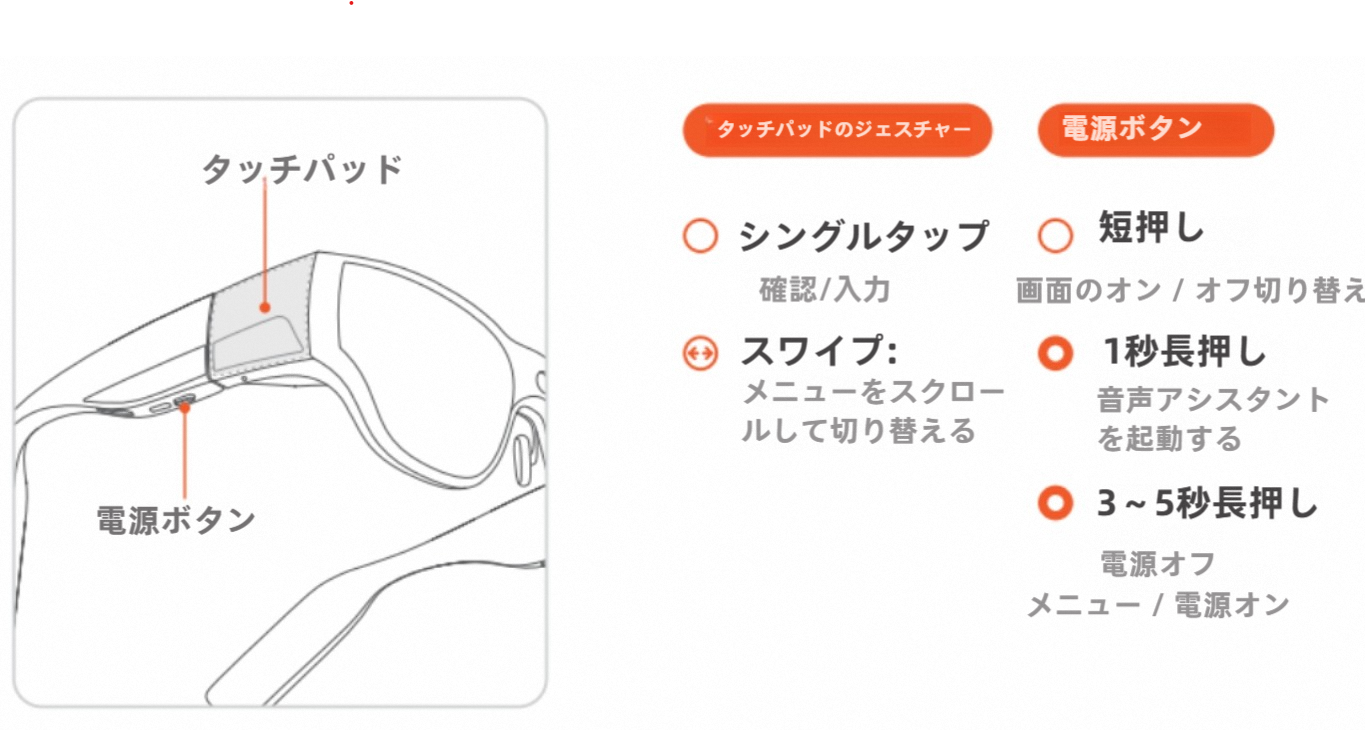 タッチパッド
電源ボタン
タッチパッドのジェスチャー
シングルタップ
確認/入力
スワイプ:
メニューをスクロー
ルして切り替える
電源ボタン
短押し
画面のオン / オフ切り替え
1秒長押し
音声アシスタント
を起動する
3~5秒長押し
電源オフ
メニュー / 電源オン